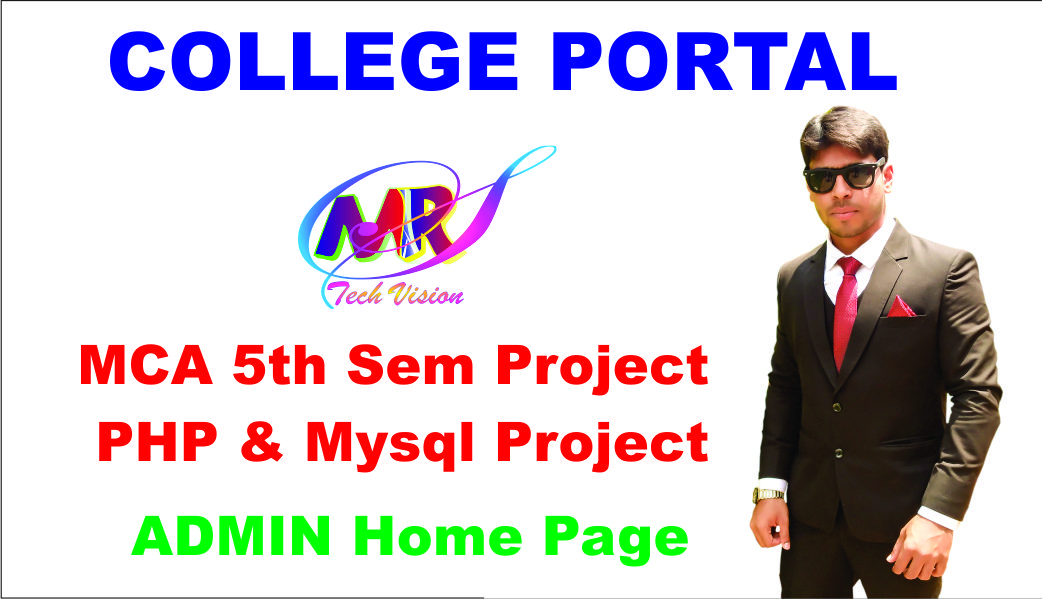 COLLEGE PORTAL
MR
Tech Vision
MCA 5th Sem Project
PHP & Mysql Project
ADMIN Home Page